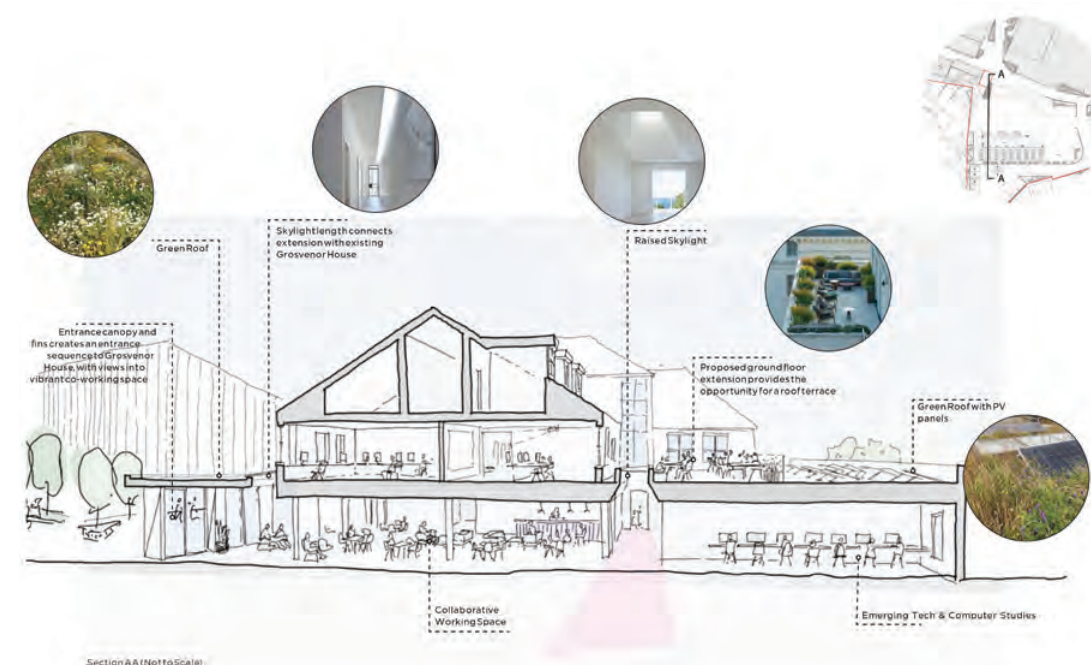 A
A
Green Roof
Skylight length connects
extension with existing
Grosvenor House
Raised Skylight
Entrance canopy and
fins creates an entrance
sequence to Grosvenor
House, with views into
vibrant co-working space
Proposed ground floor
extension provides the
opportunity for a roof terrace
Green Roof with PV
panels
Collaborative
Working Space
Emerging Tech & Computer Studies
Section AA (Not to Scale)